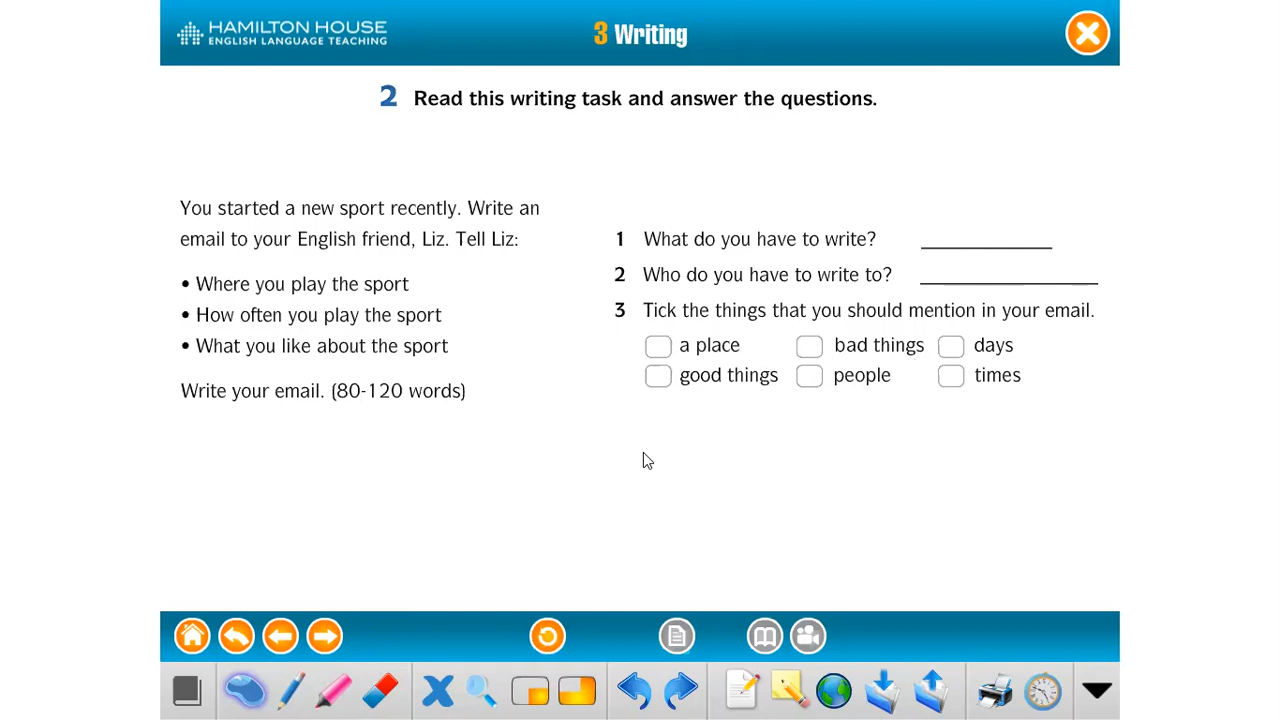 HAMILTON HOUSE
ENGLISH LANGUAGE TEACHING
3 Writing
2 Read this writing task and answer the questions.
You started a new sport recently. Write an
email to your English friend, Liz. Tell Liz:
• Where you play the sport
• How often you play the sport
• What you like about the sport
Write your email. (80-120 words)
1 What do you have to write?
2 Who do you have to write to?
3 Tick the things that you should mention in your email.
a place bad things days
good things people times